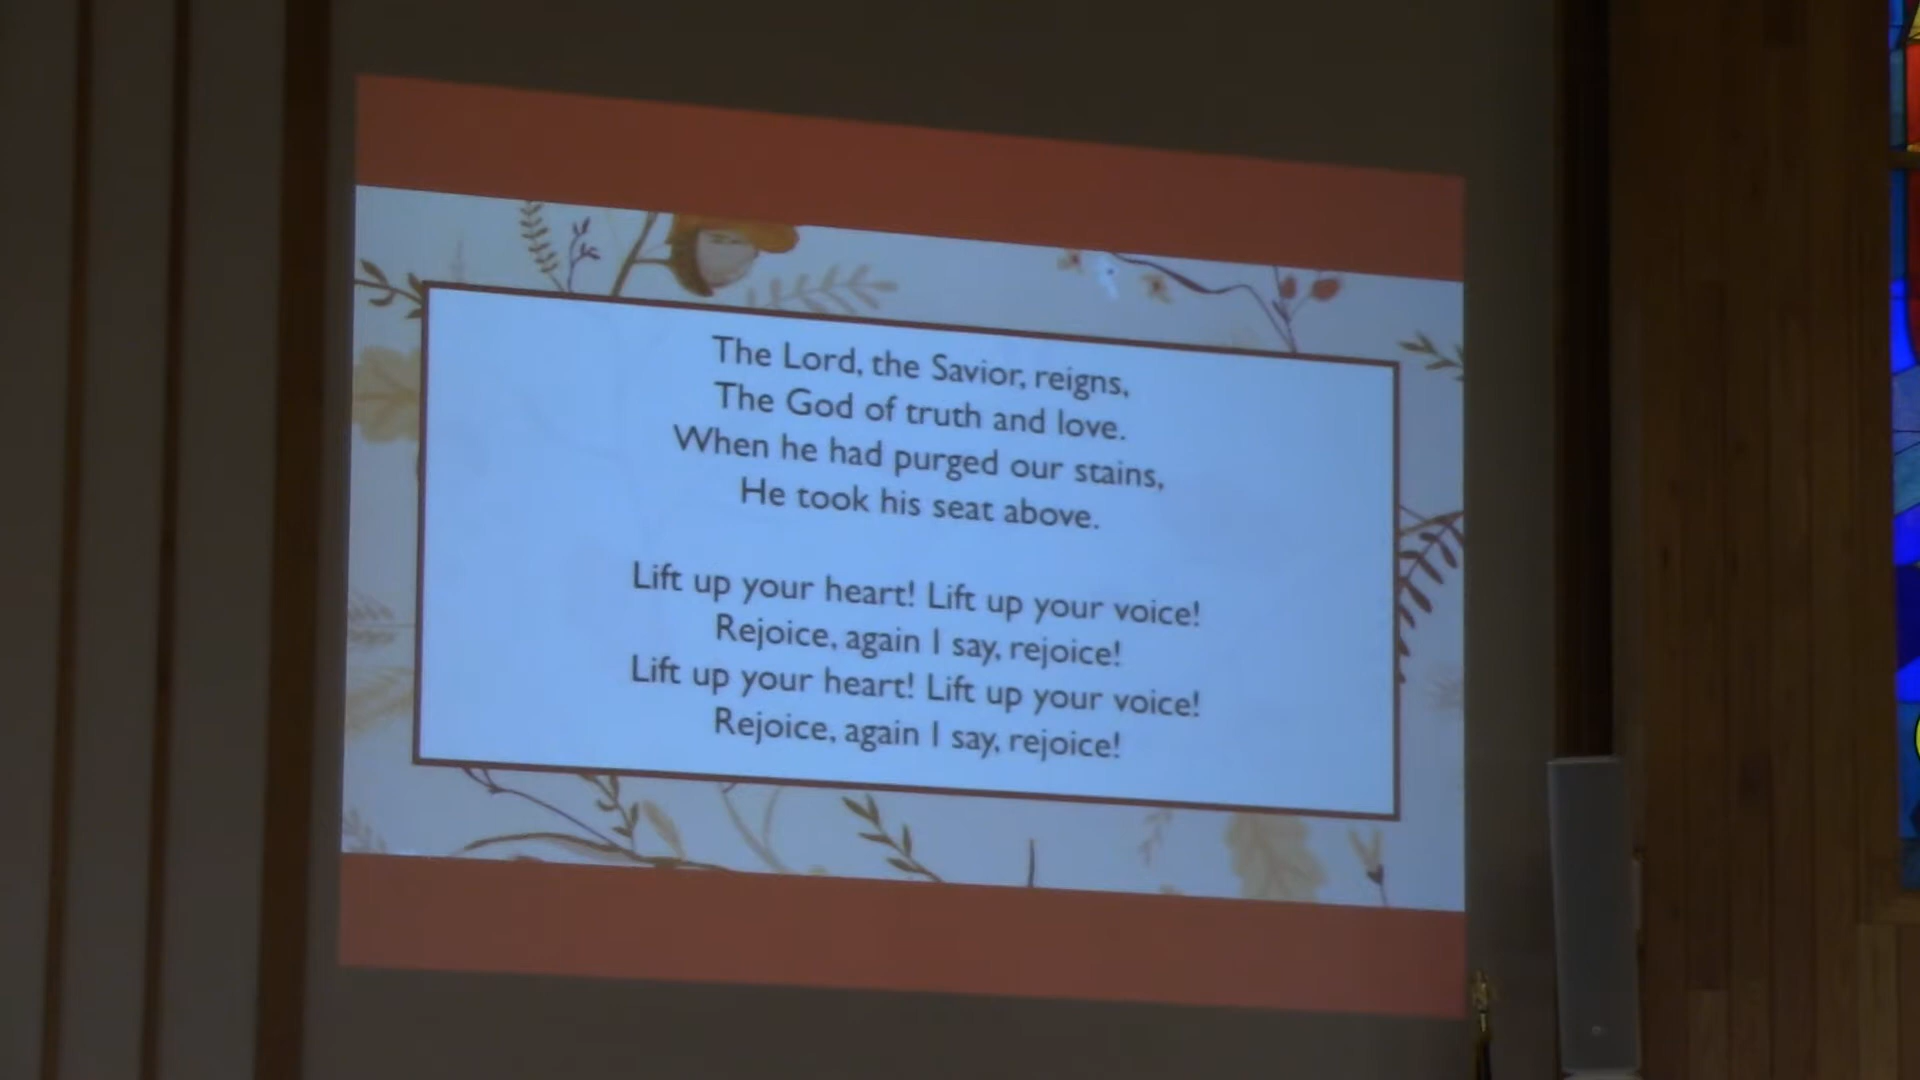 The Lord, the Savior, reigns,
The God of truth and love.
When he had purged our stains,
He took his seat above.
Lift up your heart! Lift up your voice!
Rejoice, again I say, rejoice!
Lift up your heart! Lift up your voice!
Rejoice, again I say, rejoice!